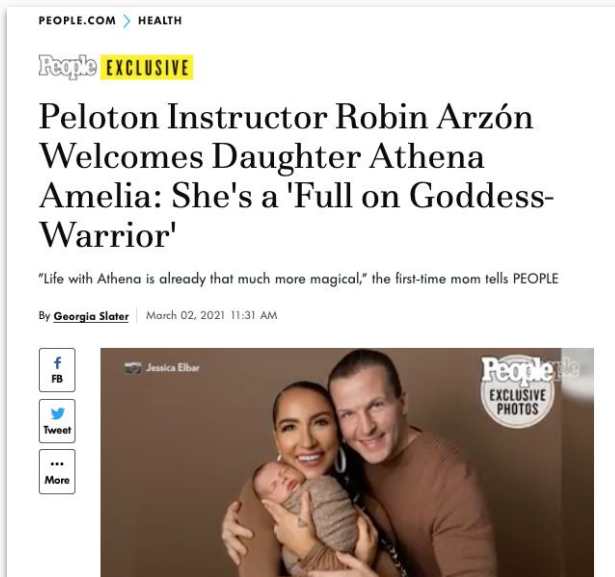 PEOPLE.COM > HEALTH
People EXCLUSIVE
Peloton Instructor Robin Arzón
Welcomes Daughter Athena
Amelia: She's a 'Full on Goddess-
Warrior'
"Life with Athena is already that much more magical," the first-time mom tells PEOPLE
By Georgia Slater | March 02, 2021 11:31 AM
f
FB
Tweet
•••
More
Jessica Elbar
People
EXCLUSIVE
PHOTOS